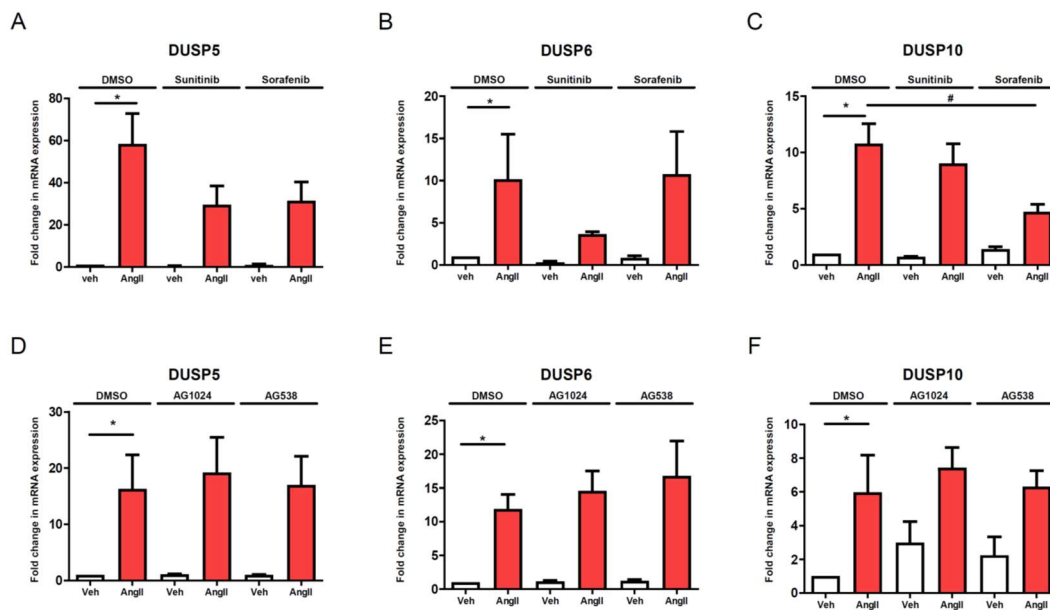 A
DUSP5
DMSO Sunitinib Sorafenib
*
Fold change in mRNA expression
80
60
40
20
0
veh AngII veh AngII veh AngII
B
DUSP6
DMSO Sunitinib Sorafenib
*
Fold change in mRNA expression
20
15
10
5
0
veh AngII veh AngII veh AngII
C
DUSP10
DMSO Sunitinib Sorafenib
* #
Fold change in mRNA expression
15
10
5
0
veh AngII veh AngII veh AngII
D
DUSP5
DMSO AG1024 AG538
*
Fold change in mRNA expression
30
20
10
0
Veh AngII Veh AngII Veh AngII
E
DUSP6
DMSO AG1024 AG538
*
Fold change in mRNA expression
25
20
15
10
5
0
Veh AngII Veh AngII Veh AngII
F
DUSP10
DMSO AG1024 AG538
*
Fold change in mRNA expression
10
8
6
4
2
0
Veh AngII Veh AngII Veh AngII